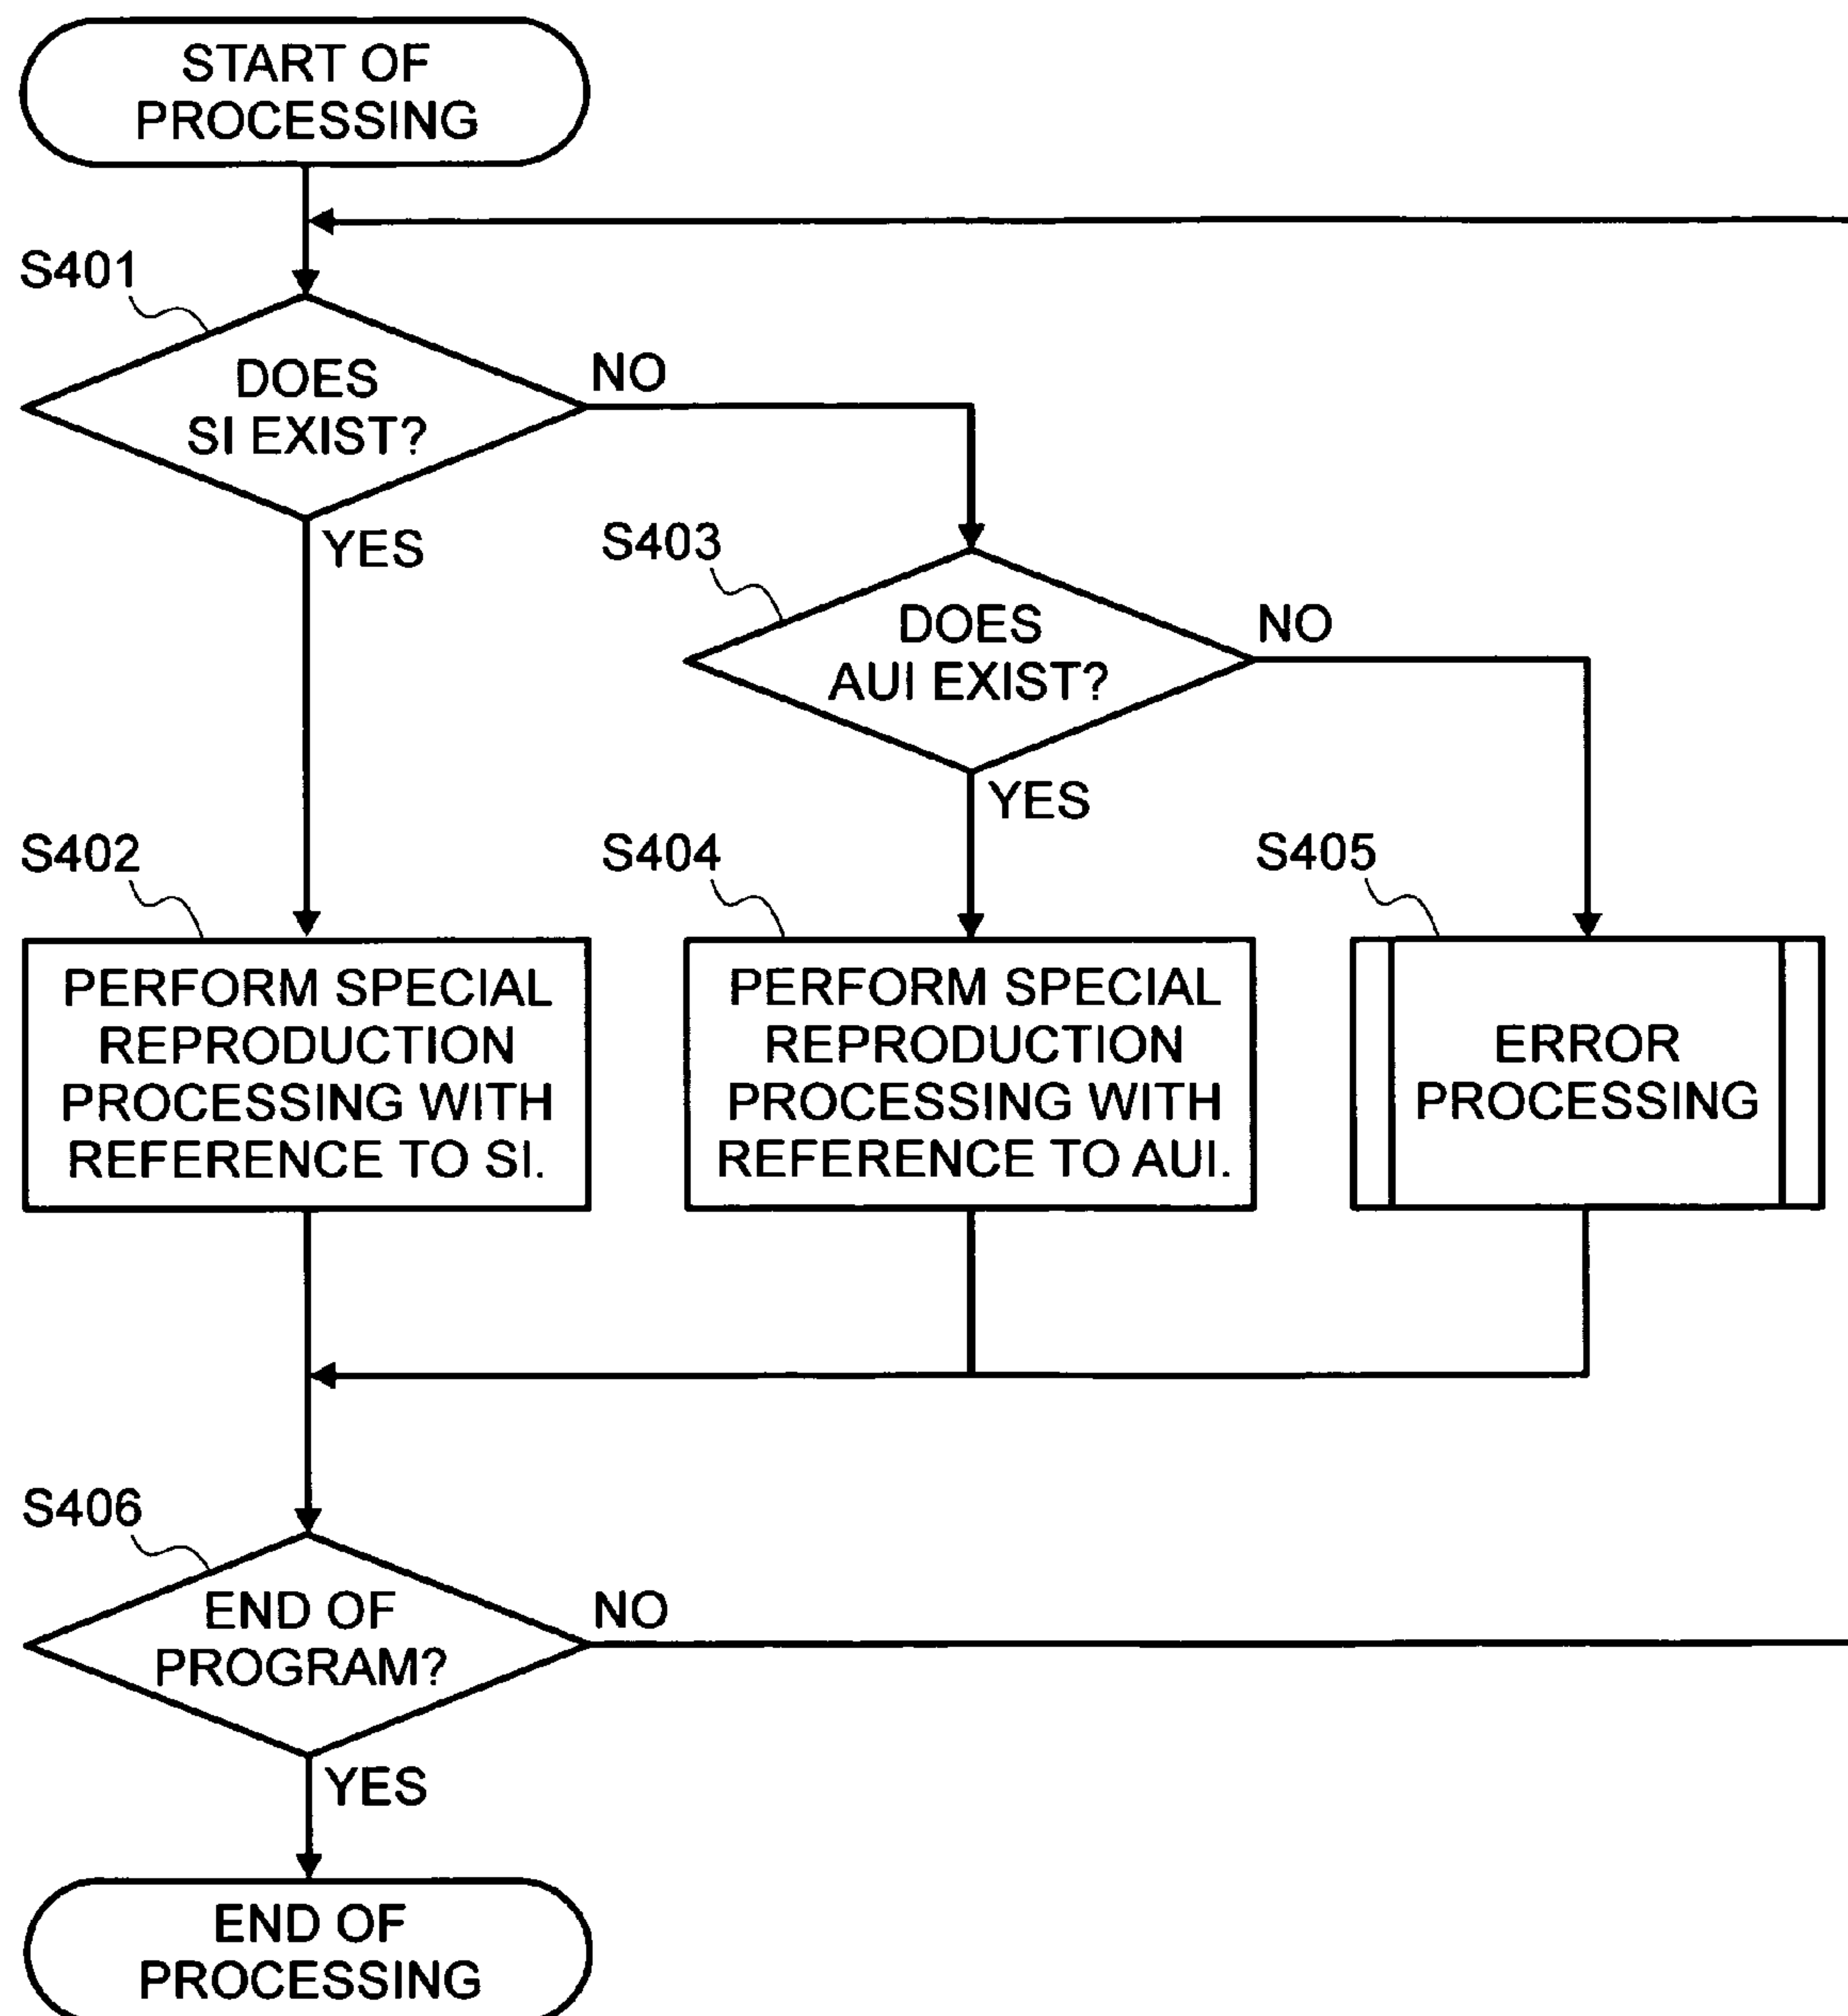 START OF
PROCESSING
S401
DOES
SI EXIST?
NO
YES
S403
DOES
AUI EXIST?
NO
YES
S402
PERFORM SPECIAL
REPRODUCTION
PROCESSING WITH
REFERENCE TO SI.
S404
PERFORM SPECIAL
REPRODUCTION
PROCESSING WITH
REFERENCE TO AUI.
S405
ERROR
PROCESSING
S406
END OF
PROGRAM?
NO
YES
END OF
PROCESSING